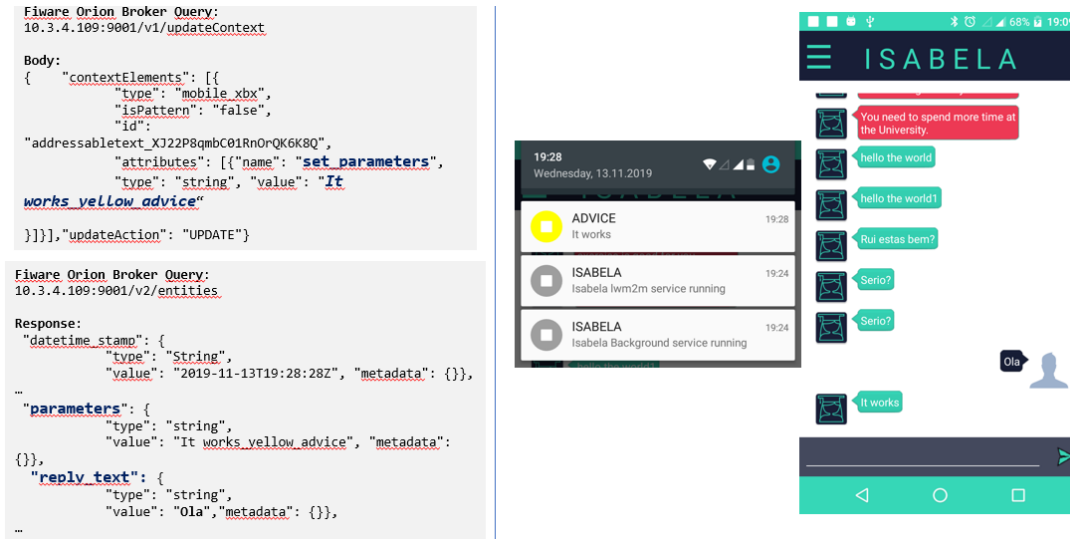 Fiware Orion Broker Query:
10.3.4.109:9001/v1/updateContext
Body:
{ "contextElements": [{
"type": "mobile_xbx",
"isPattern": "false",
"id":
"addressabletext_XJ22P8qmbC01RnOrQK6K8Q",
"attributes": [{"name": "set_parameters",
"type": "string", "value": "It
works_yellow_advice“
}]}],"updateAction": "UPDATE"}
Fiware Orion Broker Query:
10.3.4.109:9001/v2/entities
Response:
"datetime_stamp": {
"type": "String",
"value": "2019-11-13T19:28:28Z", "metadata": {}},
…
"parameters": {
"type": "string",
"value": "It works_yellow_advice", "metadata":
{}},
"reply_text": {
"type": "string",
"value": "Ola","metadata": {}},
…
19:28
Wednesday, 13.11.2019
ADVICE 19:28
It works
ISABELA 19:24
Isabela lwm2m service running
ISABELA 19:24
Isabela Background service running
68% 19:09
ISABELA
You need to spend more time at
the University.
hello the world
hello the world1
Rui estas bem?
Serio?
Serio?
Ola
It works